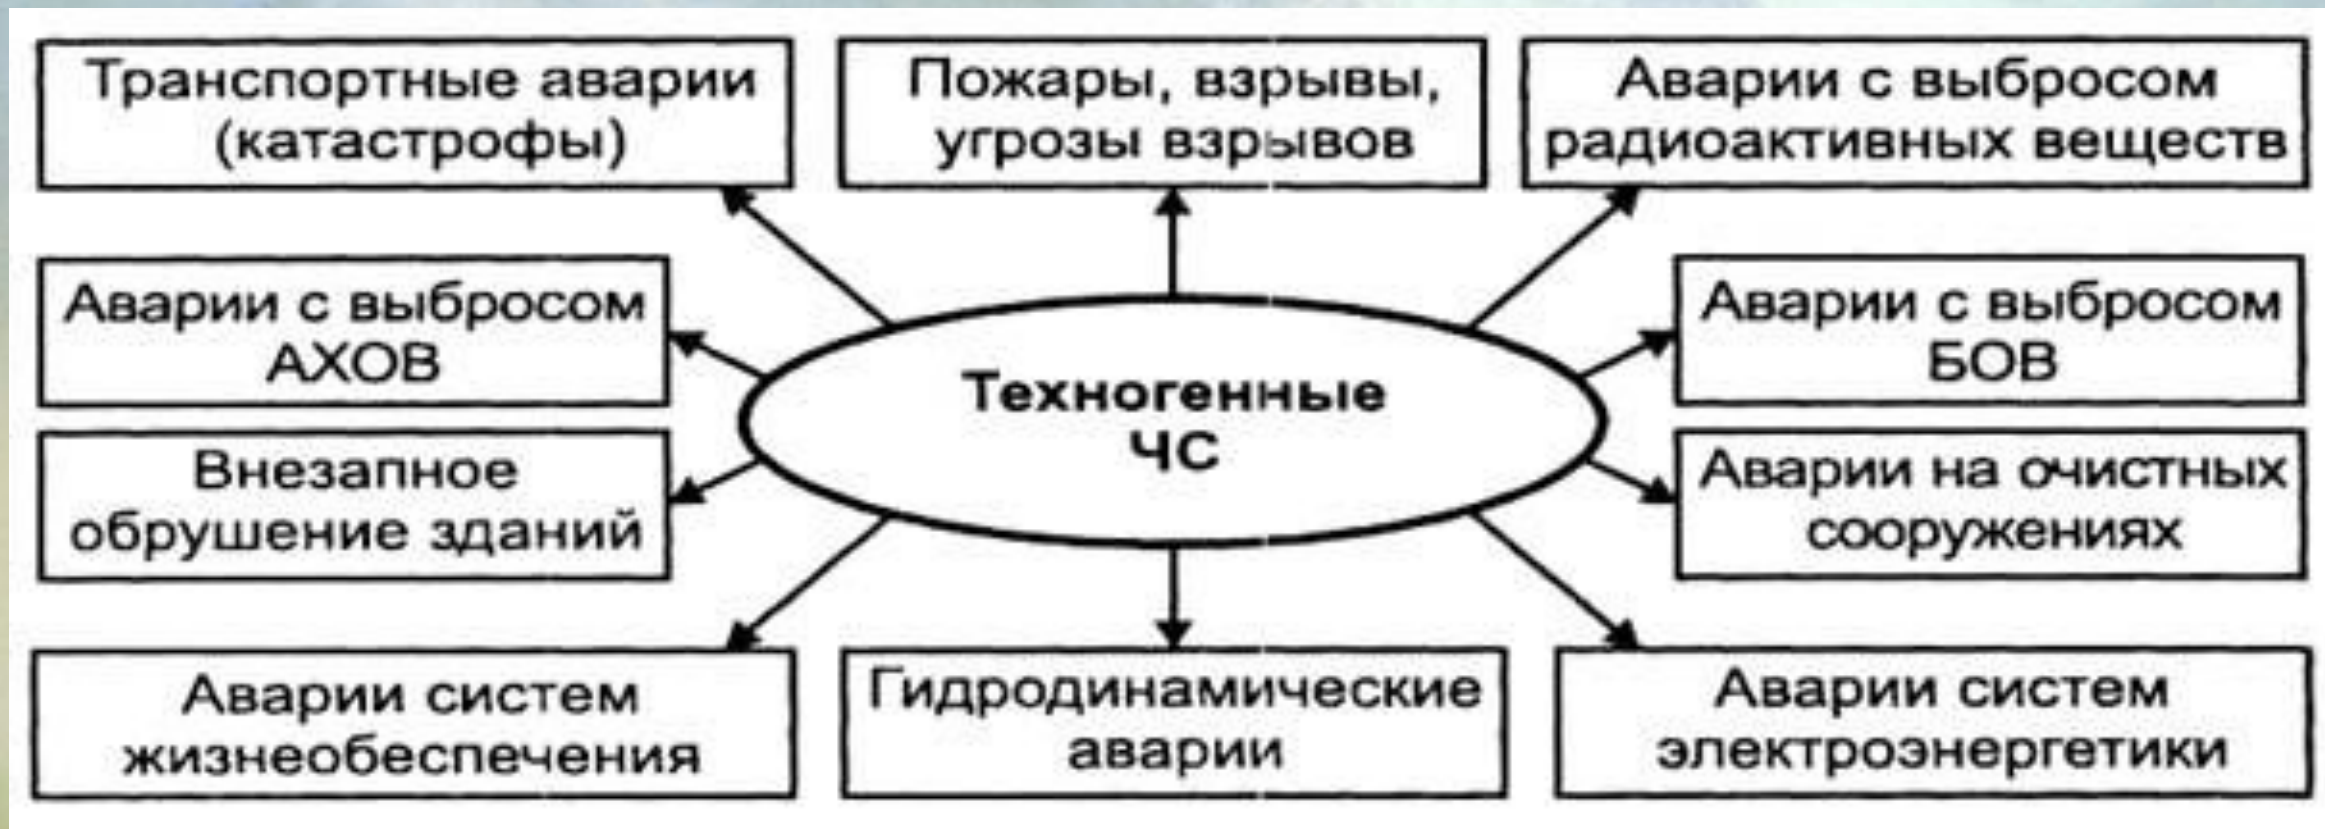 Транспортные аварии
(катастрофы)
Пожары, взрывы,
угрозы взрывов
Аварии с выбросом
радиоактивных веществ
Аварии с выбросом
АХОВ
Аварии с выбросом
БОВ
Техногенные
ЧС
Внезапное
обрушение зданий
Аварии на очистных
сооружениях
Аварии систем
жизнеобеспечения
Гидродинамические
аварии
Аварии систем
электроэнергетики